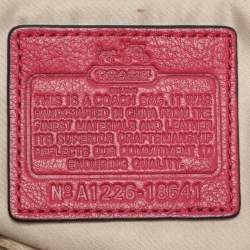 COACH
THIS IS A COACH BAG. IT WAS
HANDCRAFTED IN CHINA FROM THE
FINEST MATERIALS AND
ITS SUPERIOR CRAFTSMANSHIP
REFLECTS OUR COMMITMENT TO
ENDURING QUALITY.
Nº A1226-18641